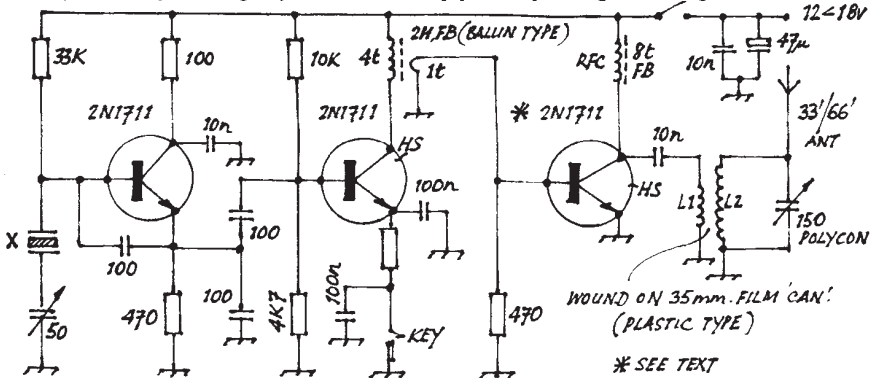 12<18V
2H,FB (BALUN TYPE)
33K
100
10K
4t
1t
RFC
8t
FB
10n
47µ
2N1711
10n
2N1711
HS
* 2N1711
10n
33'/66'
ANT
100n
HS
L1
L2
150
POLYCON
X
100
100
50
470
100
4K7
100n
KEY
470
WOUND ON 35mm. FILM 'CAN'.
(PLASTIC TYPE)
* SEE TEXT